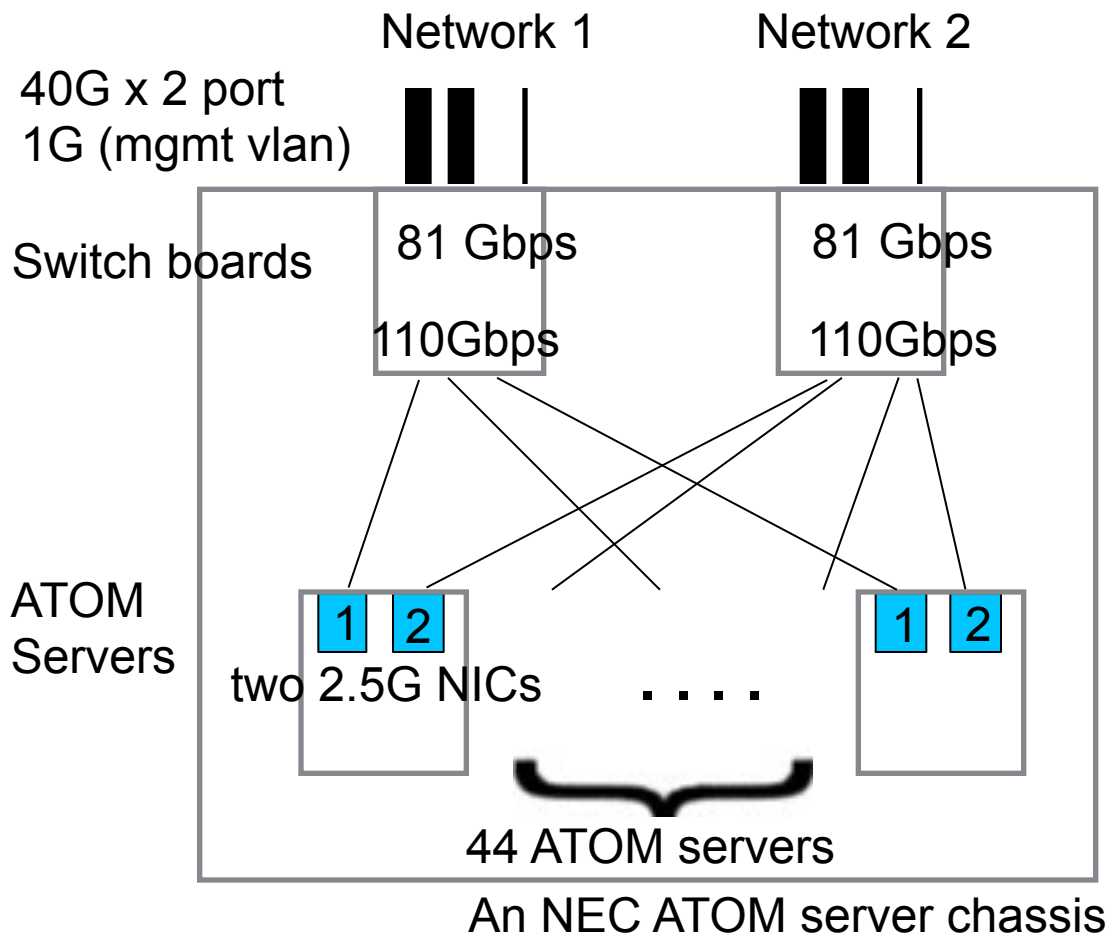 Network 1
Network 2
40G x 2 port
1G (mgmt vlan)
81 Gbps
81 Gbps
Switch boards
110Gbps
110Gbps
ATOM
Servers
1
2
1
2
two 2.5G NICs
. . . .
44 ATOM servers
An NEC ATOM server chassis